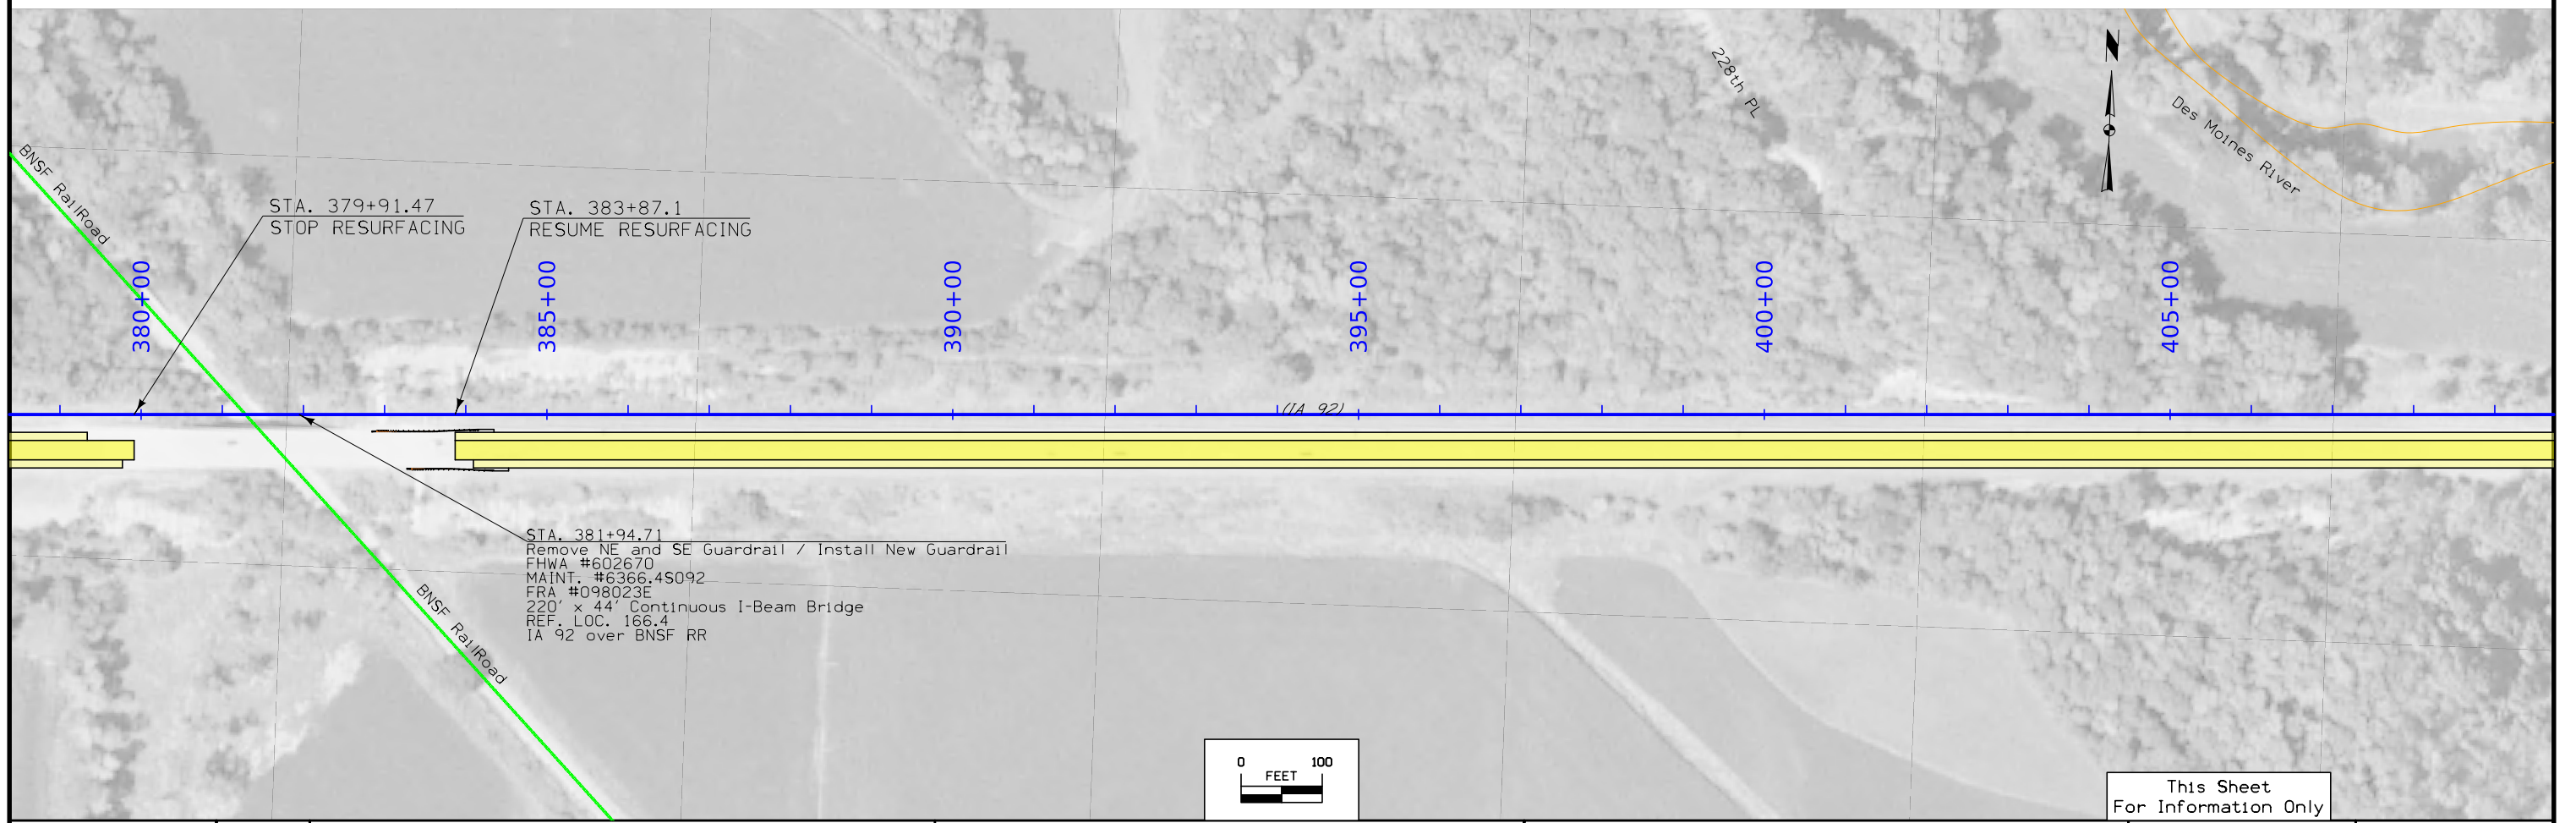 228th PL
N
Des Moines River
BNSF RailRoad
STA. 379+91.47
STOP RESURFACING
STA. 383+87.1
RESUME RESURFACING
380+00
385+00
390+00
395+00
400+00
405+00
(IA 92)
STA. 381+94.71
Remove NE and SE Guardrail / Install New Guardrail
FHWA #602670
MAINT. #6366.4S092
FRA #098023E
220' x 44' Continuous I-Beam Bridge
REF. LOC. 166.4
IA 92 over BNSF RR
BNSF RailRoad
0 100
FEET
This Sheet
For Information Only